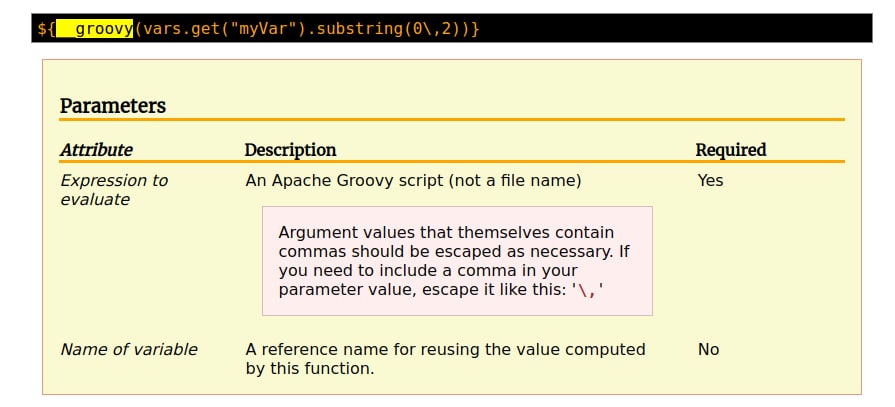 ${__groovy(vars.get("myVar").substring(0\,2))}
Parameters
Attribute Description Required
Expression to evaluate An Apache Groovy script (not a file name) Yes
Argument values that themselves contain
commas should be escaped as necessary. If
you need to include a comma in your
parameter value, escape it like this: '\,'
Name of variable A reference name for reusing the value computed No
by this function.